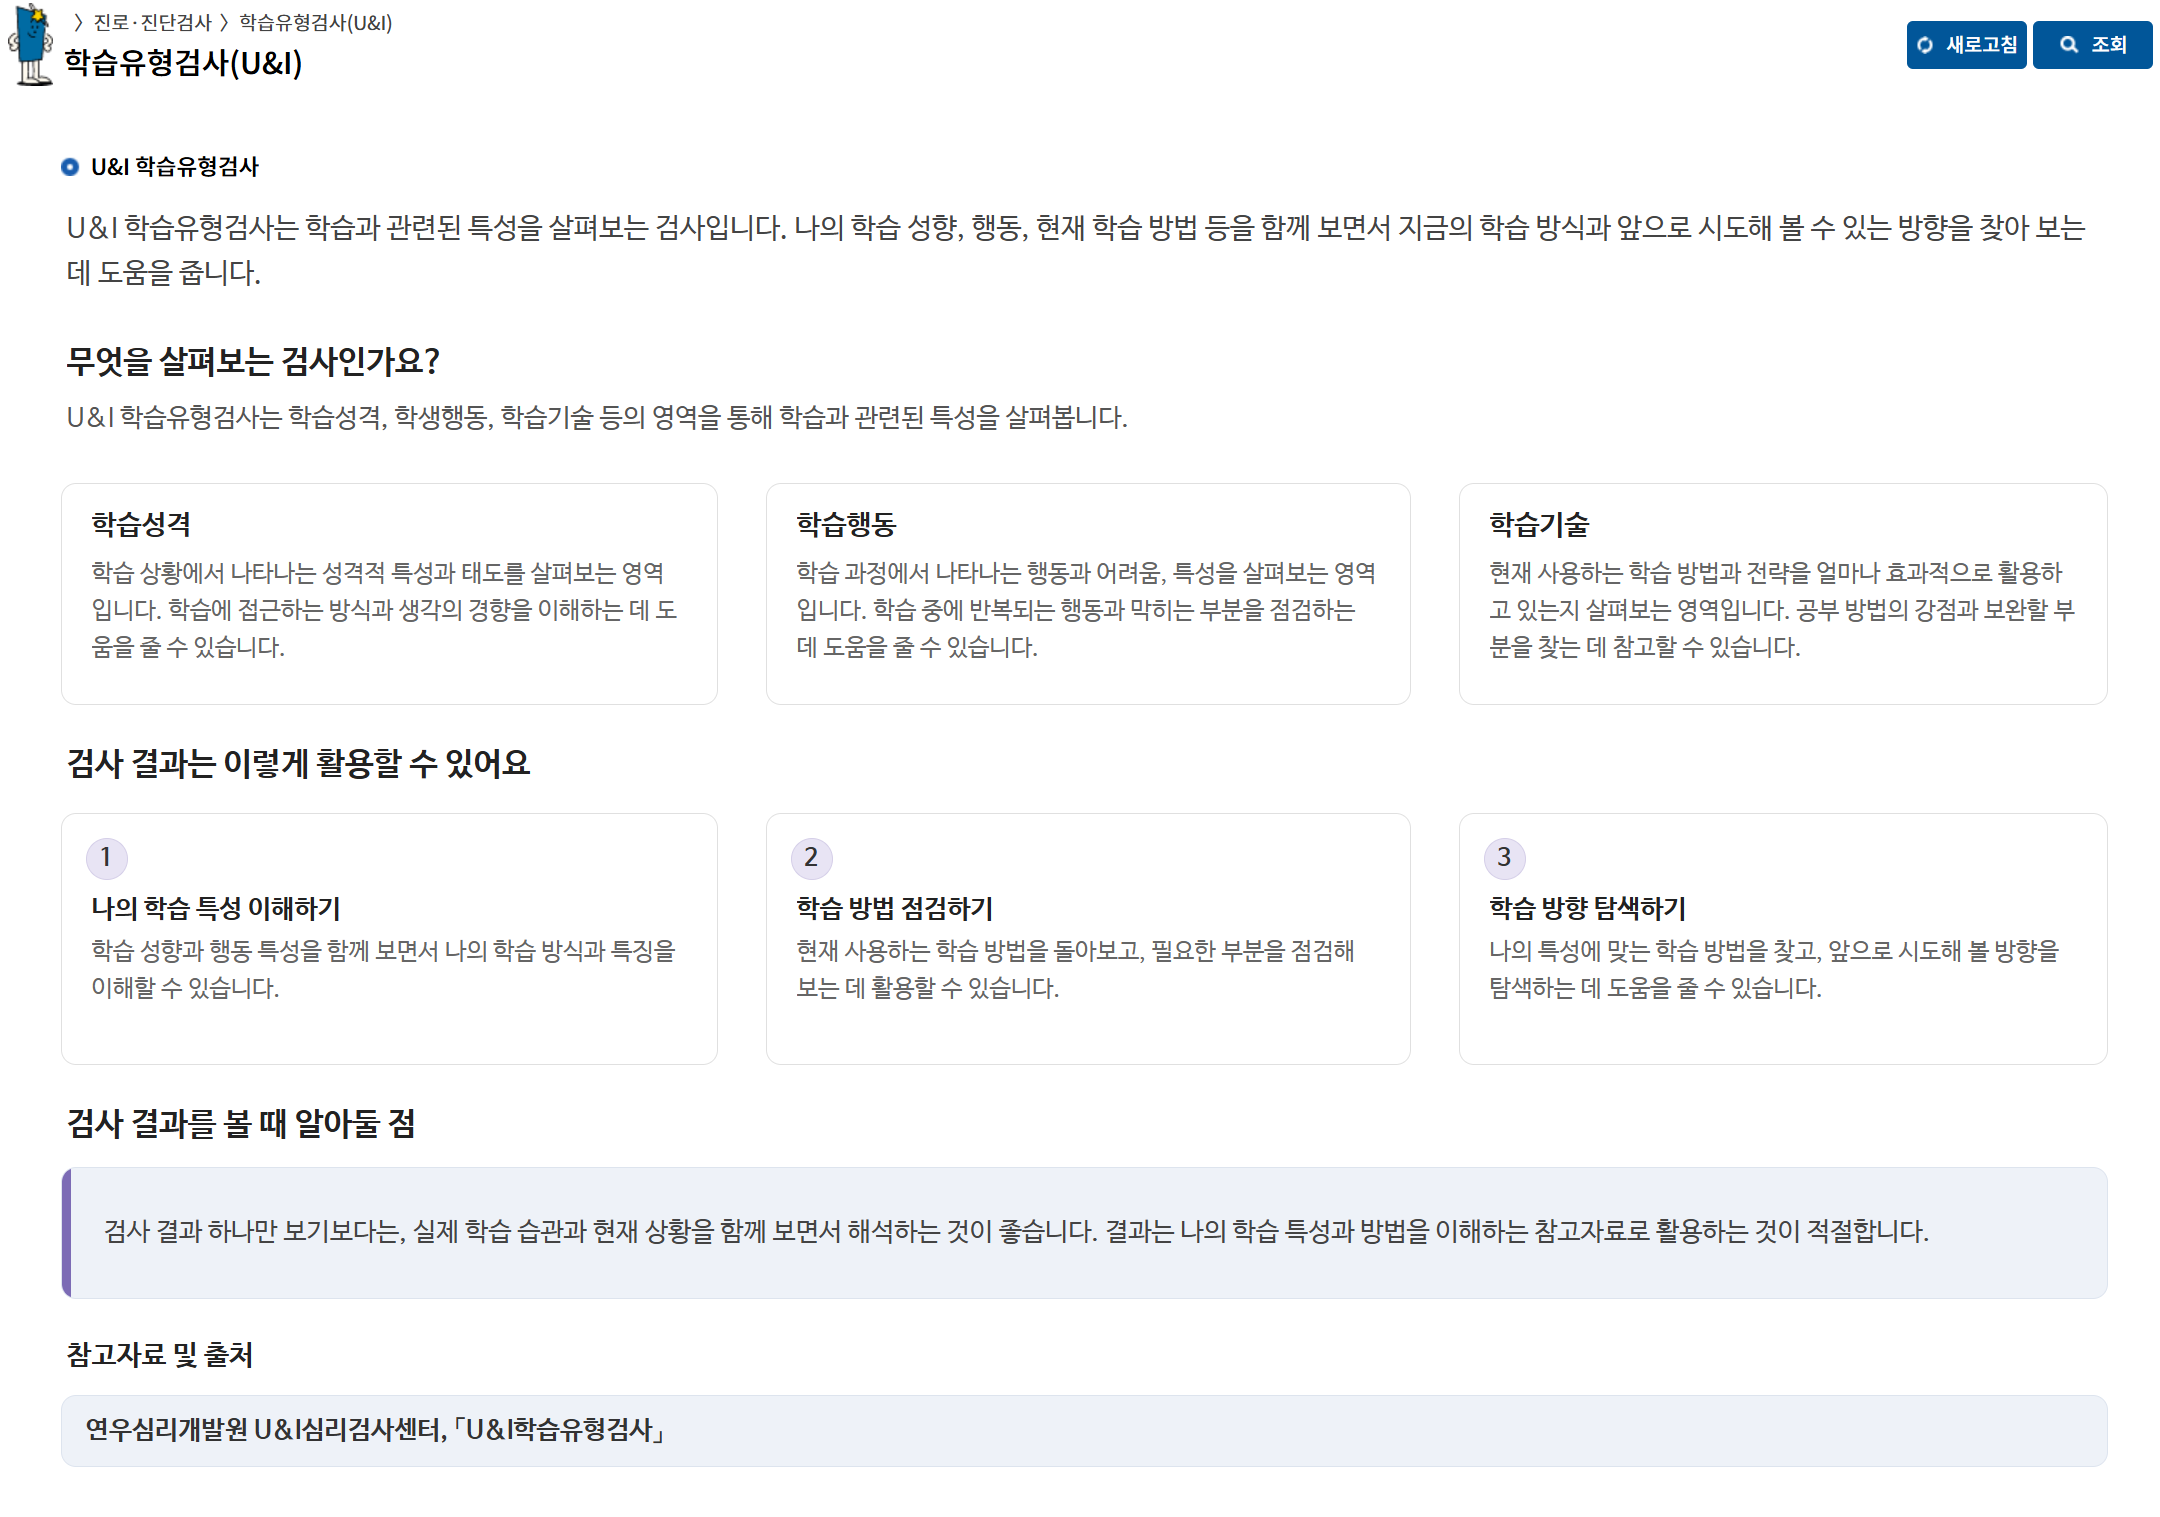 〉진로·진단검사 〉학습유형검사(U&I)
학습유형검사(U&I)
새로고침
조회
U&I 학습유형검사
U&I 학습유형검사는 학습과 관련된 특성을 살펴보는 검사입니다. 나의 학습 성향, 행동, 현재 학습 방법 등을 함께 보면서 지금의 학습 방식과 앞으로 시도해 볼 수 있는 방향을 찾아 보는
데 도움을 줍니다.
무엇을 살펴보는 검사인가요?
U&I 학습유형검사는 학습성격, 학생행동, 학습기술 등의 영역을 통해 학습과 관련된 특성을 살펴봅니다.
학습성격
학습 상황에서 나타나는 성격적 특성과 태도를 살펴보는 영역
입니다. 학습에 접근하는 방식과 생각의 경향을 이해하는 데 도
움을 줄 수 있습니다.
학습행동
학습 과정에서 나타나는 행동과 어려움, 특성을 살펴보는 영역
입니다. 학습 중에 반복되는 행동과 막히는 부분을 점검하는
데 도움을 줄 수 있습니다.
학습기술
현재 사용하는 학습 방법과 전략을 얼마나 효과적으로 활용하
고 있는지 살펴보는 영역입니다. 공부 방법의 강점과 보완할 부
분을 찾는 데 참고할 수 있습니다.
검사 결과는 이렇게 활용할 수 있어요
1
나의 학습 특성 이해하기
학습 성향과 행동 특성을 함께 보면서 나의 학습 방식과 특징을
이해할 수 있습니다.
2
학습 방법 점검하기
현재 사용하는 학습 방법을 돌아보고, 필요한 부분을 점검해
보는 데 활용할 수 있습니다.
3
학습 방향 탐색하기
나의 특성에 맞는 학습 방법을 찾고, 앞으로 시도해 볼 방향을
탐색하는 데 도움을 줄 수 있습니다.
검사 결과를 볼 때 알아둘 점
검사 결과 하나만 보기보다는, 실제 학습 습관과 현재 상황을 함께 보면서 해석하는 것이 좋습니다. 결과는 나의 학습 특성과 방법을 이해하는 참고자료로 활용하는 것이 적절합니다.
참고자료 및 출처
연우심리개발원 U&I심리검사센터,「U&I학습유형검사」